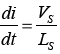 di/dt = V_S/L_S